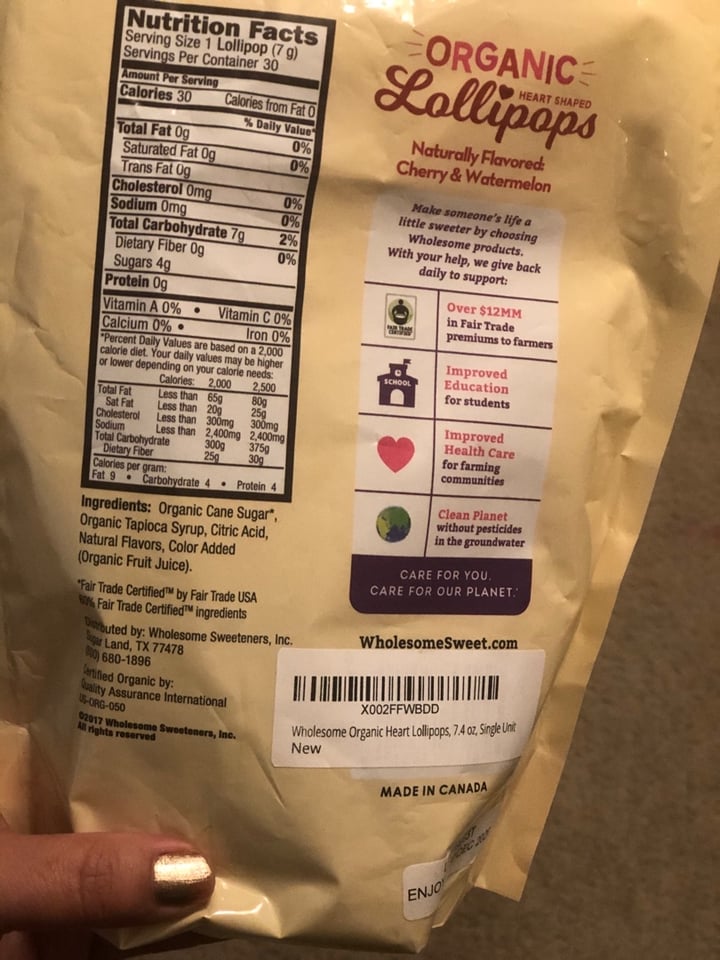 Nutrition Facts
Serving Size 1 Lollipop (7 g)
Servings Per Container 30
Amount Per Serving
Calories 30 Calories from Fat 0
% Daily Value*
Total Fat 0g 0%
Saturated Fat 0g 0%
Trans Fat 0g
Cholesterol 0mg 0%
Sodium 0mg 0%
Total Carbohydrate 7g 2%
Dietary Fiber 0g 0%
Sugars 4g
Protein 0g
Vitamin A 0% • Vitamin C 0%
Calcium 0% • Iron 0%
*Percent Daily Values are based on a 2,000
calorie diet. Your daily values may be higher
or lower depending on your calorie needs:
Calories: 2,000 2,500
Total Fat Less than 65g 80g
Sat Fat Less than 20g 25g
Cholesterol Less than 300mg 300mg
Sodium Less than 2,400mg 2,400mg
Total Carbohydrate 300g 375g
Dietary Fiber 25g 30g
Calories per gram:
Fat 9 • Carbohydrate 4 • Protein 4
Ingredients: Organic Cane Sugar*,
Organic Tapioca Syrup, Citric Acid,
Natural Flavors, Color Added
(Organic Fruit Juice).
*Fair Trade Certified™ by Fair Trade USA
Fair Trade Certified™ ingredients
Distributed by: Wholesome Sweeteners, Inc.
Sugar Land, TX 77478
(800) 680-1896
Certified Organic by:
Quality Assurance International
US-ORG-050
©2017 Wholesome Sweeteners, Inc.
All rights reserved
ORGANIC
HEART SHAPED
Lollipops
Naturally Flavored:
Cherry & Watermelon
Make someone's life a
little sweeter by choosing
Wholesome products.
With your help, we give back
daily to support:
FAIR TRADE
CERTIFIED
Over $12MM
in Fair Trade
premiums to farmers
SCHOOL
Improved
Education
for students
Improved
Health Care
for farming
communities
Clean Planet
without pesticides
in the groundwater
CARE FOR YOU.
CARE FOR OUR PLANET.
WholesomeSweet.com
X002FFWBDD
Wholesome Organic Heart Lollipops, 7.4 oz, Single Unit
New
MADE IN CANADA
ENJO